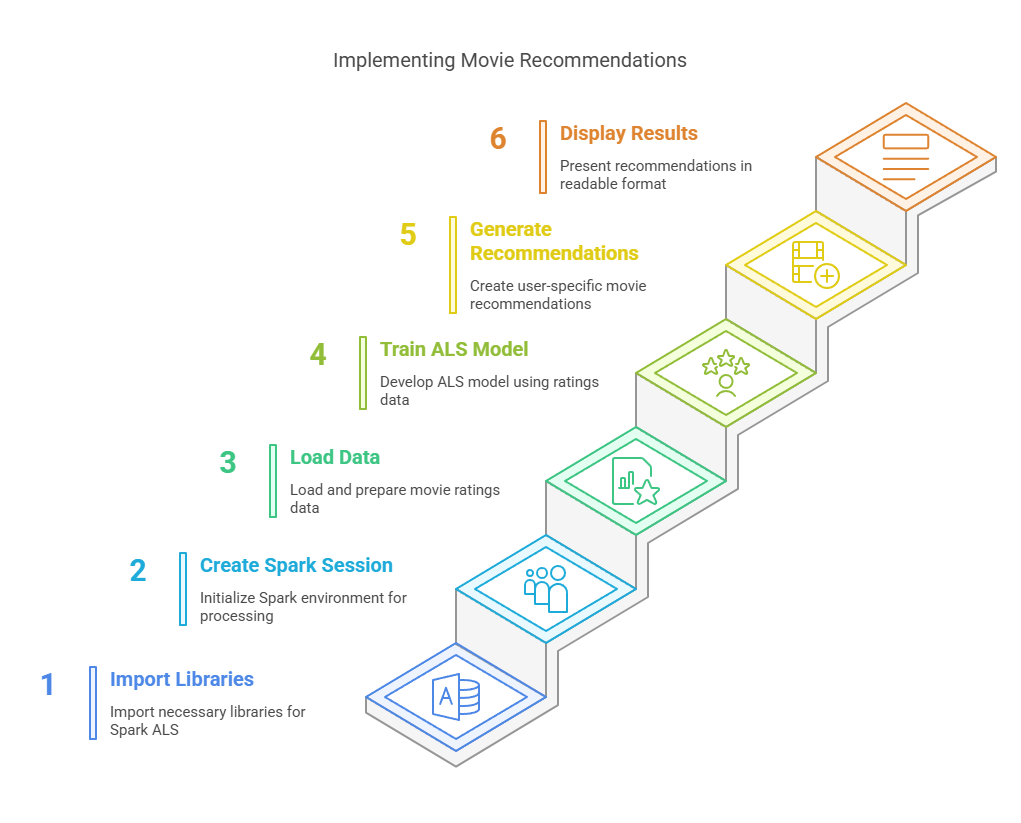 Implementing Movie Recommendations
6
Display Results
Present recommendations in
readable format
5
Generate
Recommendations
Create user-specific movie
recommendations
4
Train ALS Model
Develop ALS model using ratings
data
3
Load Data
Load and prepare movie ratings
data
2
Create Spark Session
Initialize Spark environment for
processing
1
Import Libraries
Import necessary libraries for
Spark ALS
A